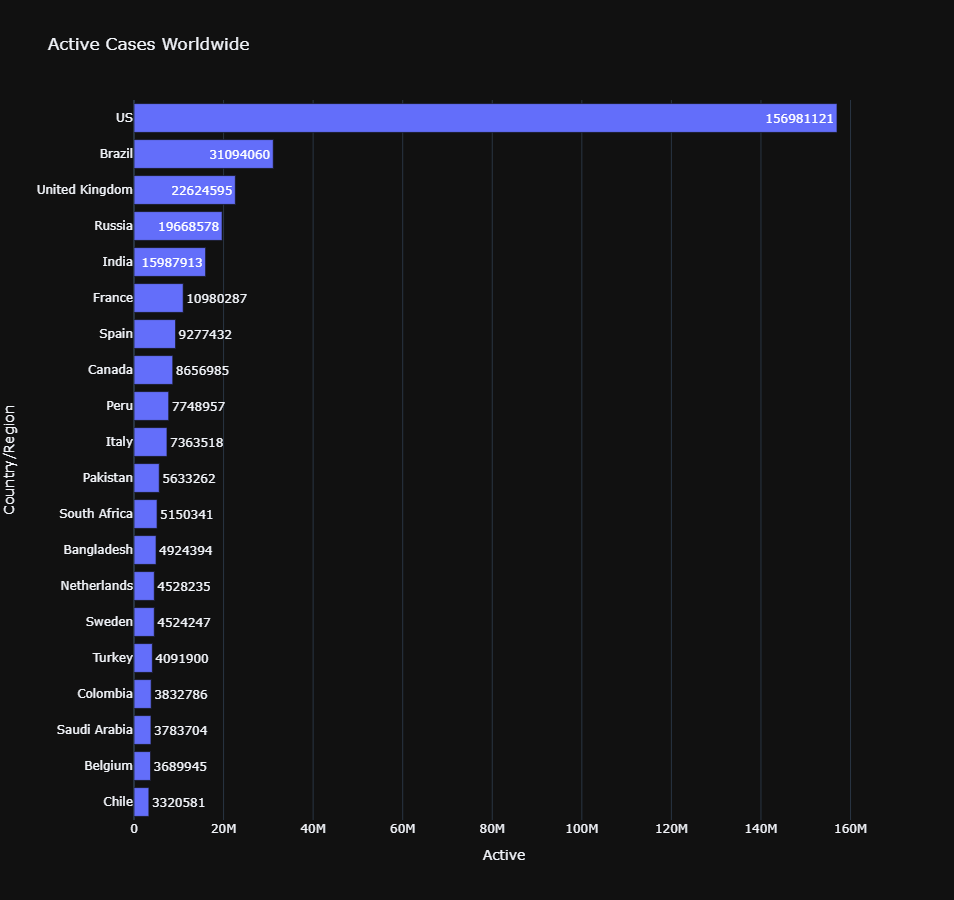 Active Cases Worldwide
US 156981121
Brazil 31094060
United Kingdom 22624595
Russia 19668578
India 15987913
France 10980287
Spain 9277432
Canada 8656985
Peru 7748957
Italy 7363518
Pakistan 5633262
South Africa 5150341
Bangladesh 4924394
Netherlands 4528235
Sweden 4524247
Turkey 4091900
Colombia 3832786
Saudi Arabia 3783704
Belgium 3689945
Chile 3320581
Country/Region
0 20M 40M 60M 80M 100M 120M 140M 160M
Active